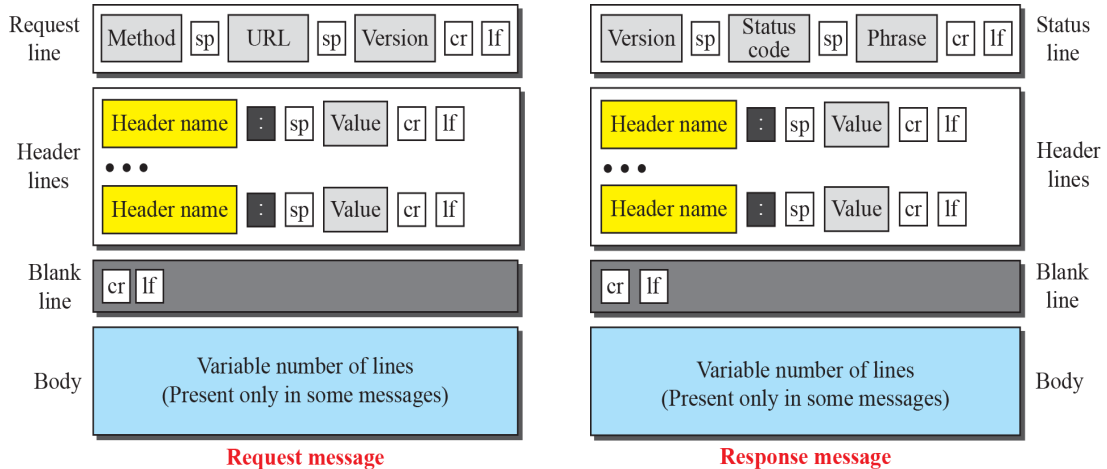 Request line
Method sp URL sp Version cr lf
Header lines
Header name : sp Value cr lf
•••
Header name : sp Value cr lf
Blank line
cr lf
Body
Variable number of lines
(Present only in some messages)
Request message
Version sp Status code sp Phrase cr lf
Status line
Header name : sp Value cr lf
•••
Header name : sp Value cr lf
Header lines
cr lf
Blank line
Variable number of lines
(Present only in some messages)
Body
Response message